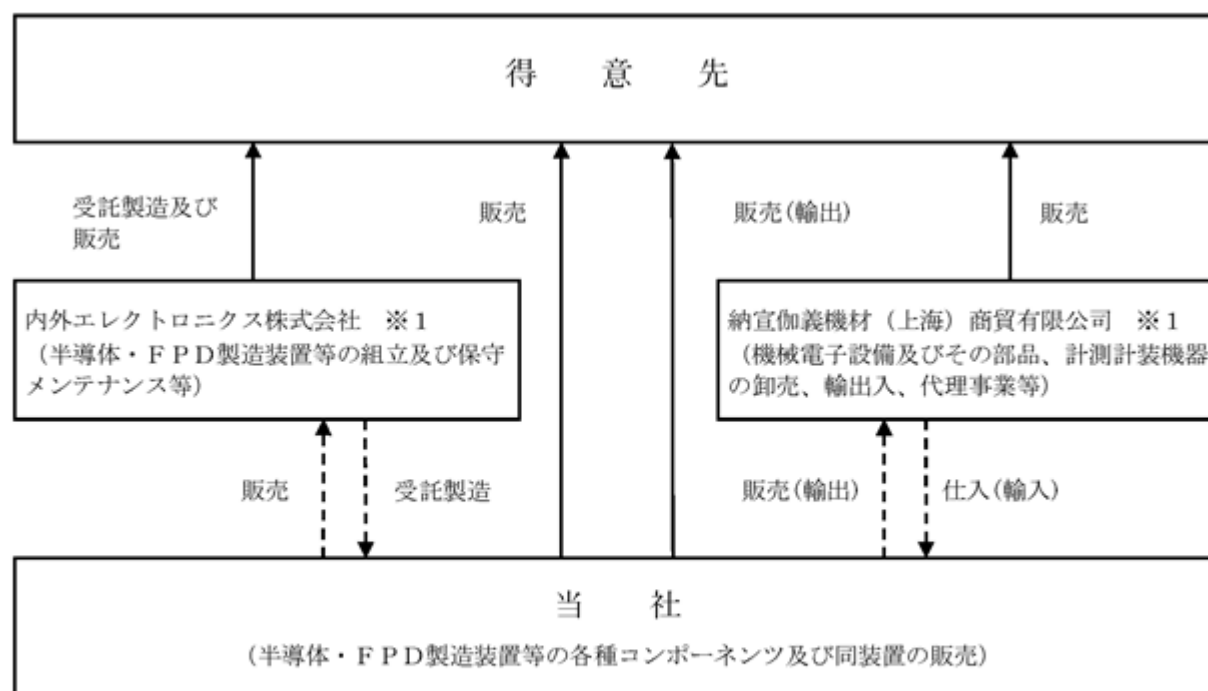 得 意 先
受託製造及び
販売
販売
販売(輸出)
販売
内外エレクトロニクス株式会社 ※1
(半導体・FPD製造装置等の組立及び保守
メンテナンス等)
納宣伽義機材（上海）商貿有限公司 ※1
(機械電子設備及びその部品、計測計装機器
の卸売、輸出入、代理事業等)
販売
受託製造
販売(輸出)
仕入(輸入)
当 社
(半導体・FPD製造装置等の各種コンポーネンツ及び同装置の販売)